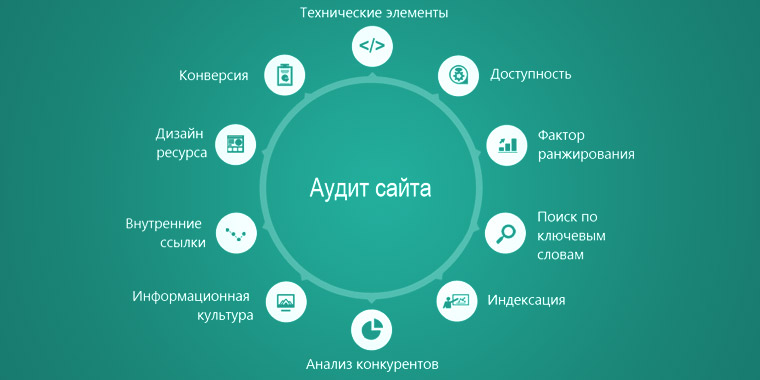 Технические элементы
</>
Доступность
Фактор
ранжирования
Поиск по
ключевым
словам
Индексация
Анализ конкурентов
Информационная
культура
Внутренние
ссылки
Дизайн
ресурса
Конверсия
Аудит сайта